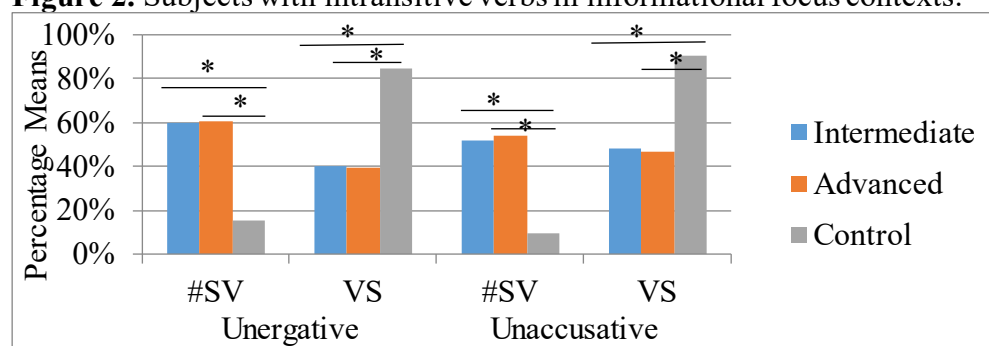 Figure 2. Subjects with intransitive verbs in informational focus contexts.
Percentage Means
100%
80%
60%
40%
20%
0%
* * * * * * * *
#SV VS #SV VS
Unergative Unaccusative
Intermediate
Advanced
Control